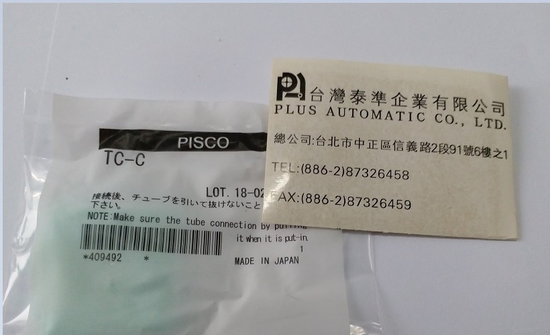 PISCO
TC-C
LOT. 18-02
接続後、チューブを引いて抜けないこと
下さい。
NOTE:Make sure the tube connection by pulling
it when it is put-in.
1
*409492 *
MADE IN JAPAN
台灣泰準企業有限公司
PLUS AUTOMATIC CO., LTD.
總公司:台北市中正區信義路2段91號6樓之1
TEL:(886-2)87326458
FAX:(886-2)87326459